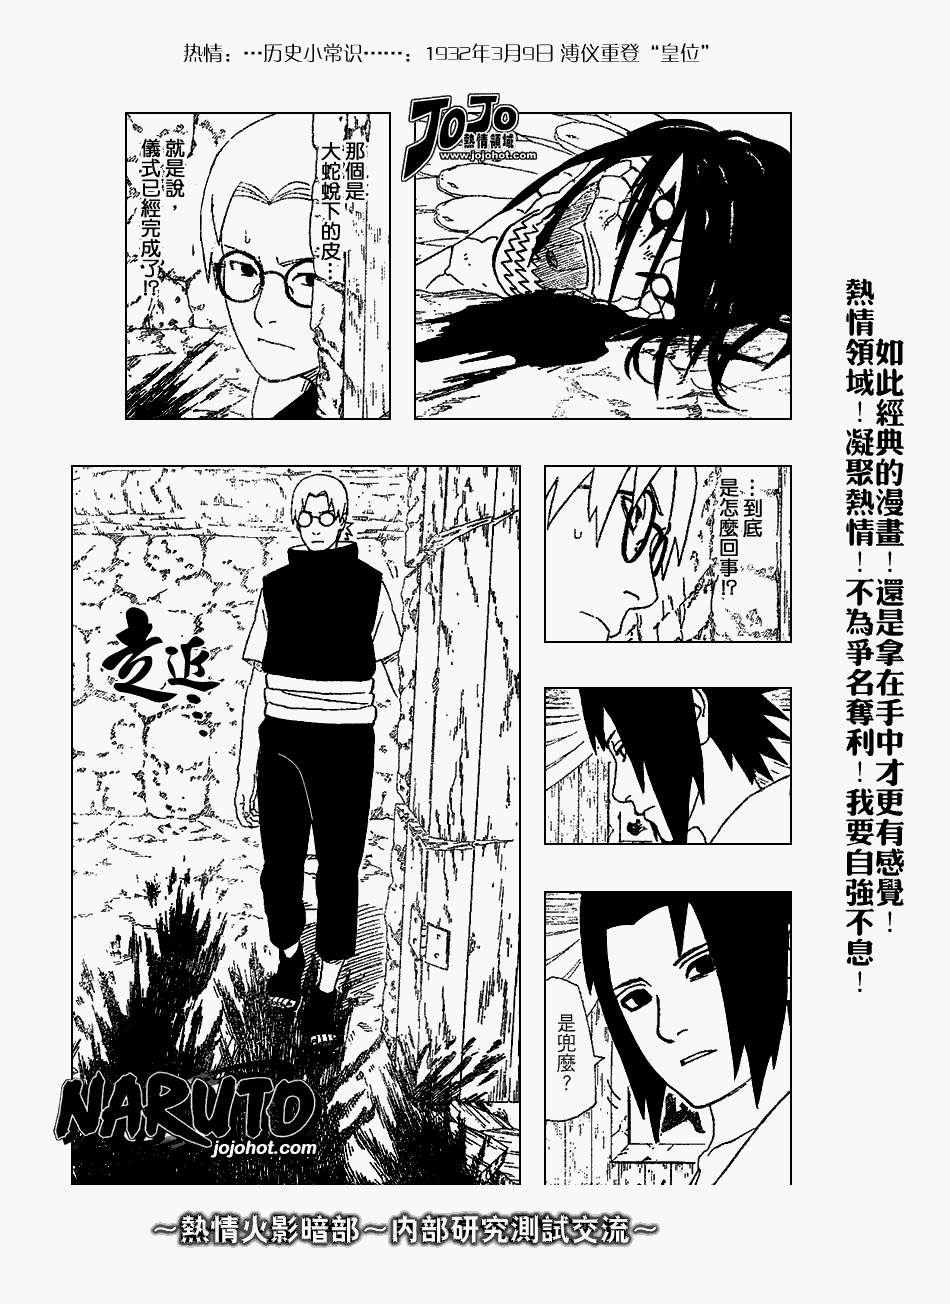 热情：…历史小常识……：1932年3月9日 溥仪重登“皇位”
JOJO
熱情領域
www.jojohot.com
那個是
大蛇蛻下的皮…
就是說，
儀式已經完成了!?
…到底
是怎麼回事!?
走近
是兜麼？
NARUTO
jojohot.com
如此經典的漫畫！還是拿在手中才更有感覺！
熱情領域！凝聚熱情！不為爭名奪利！我要自強不息！
～熱情火影暗部～内部研究測試交流～